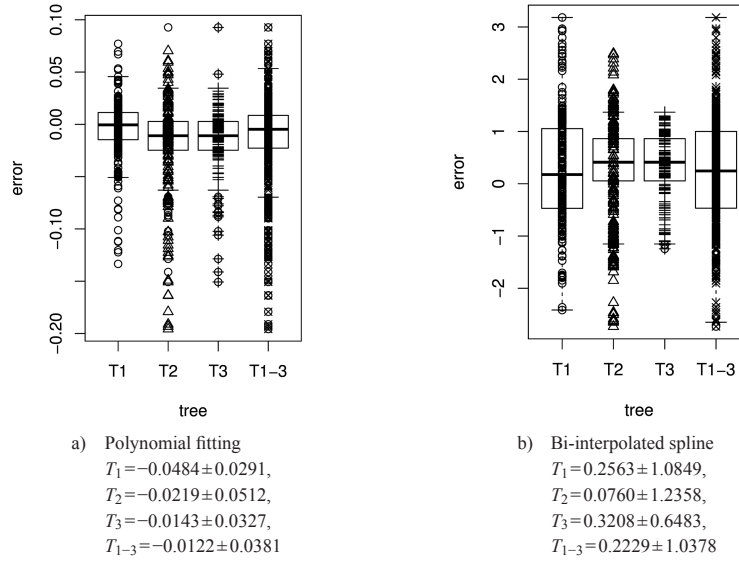 0.10
0.05
0.00
−0.10
−0.20
error
T1 T2 T3 T1−3
tree
a) Polynomial fitting
T₁=−0.0484±0.0291,
T₂=−0.0219±0.0512,
T₃=−0.0143±0.0327,
T₁₋₃=−0.0122±0.0381
3
2
1
0
−1
−2
error
T1 T2 T3 T1−3
tree
b) Bi-interpolated spline
T₁=0.2563±1.0849,
T₂=0.0760±1.2358,
T₃=0.3208±0.6483,
T₁₋₃=0.2229±1.0378